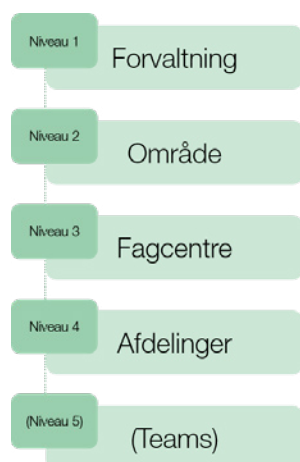 Niveau 1
Forvaltning
Niveau 2
Område
Niveau 3
Fagcentre
Niveau 4
Afdelinger
(Niveau 5)
(Teams)